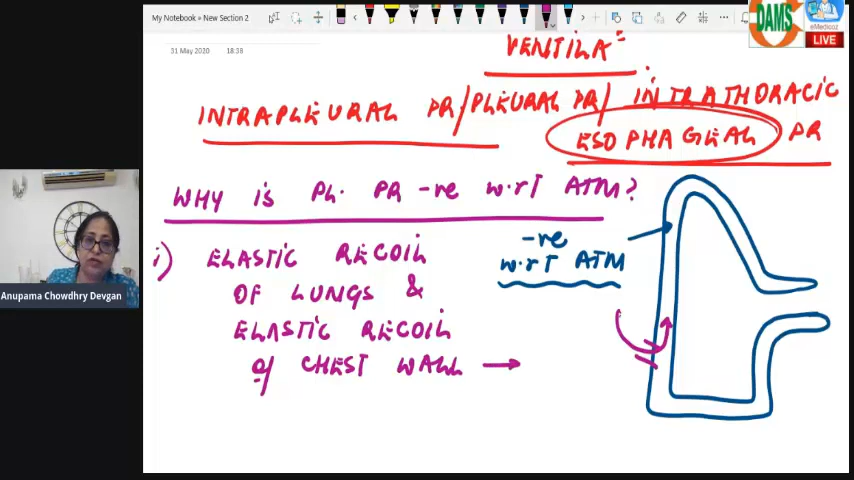 My Notebook » New Section 2
DAMS
eMedicoz
LIVE
31 May 2020 18:38
VENTILAⁿ
INTRAPLEURAL PR/PLEURAL PR/ INTRATHORACIC
ESOPHAGEAL PR
WHY is PL. PR -ve w.r.T ATM?
i) ELASTIC RECOIL
OF LUNGS &
ELASTIC RECOIL
of CHEST WALL →
-ve
w.r.T ATM
Anupama Chowdhry Devgan